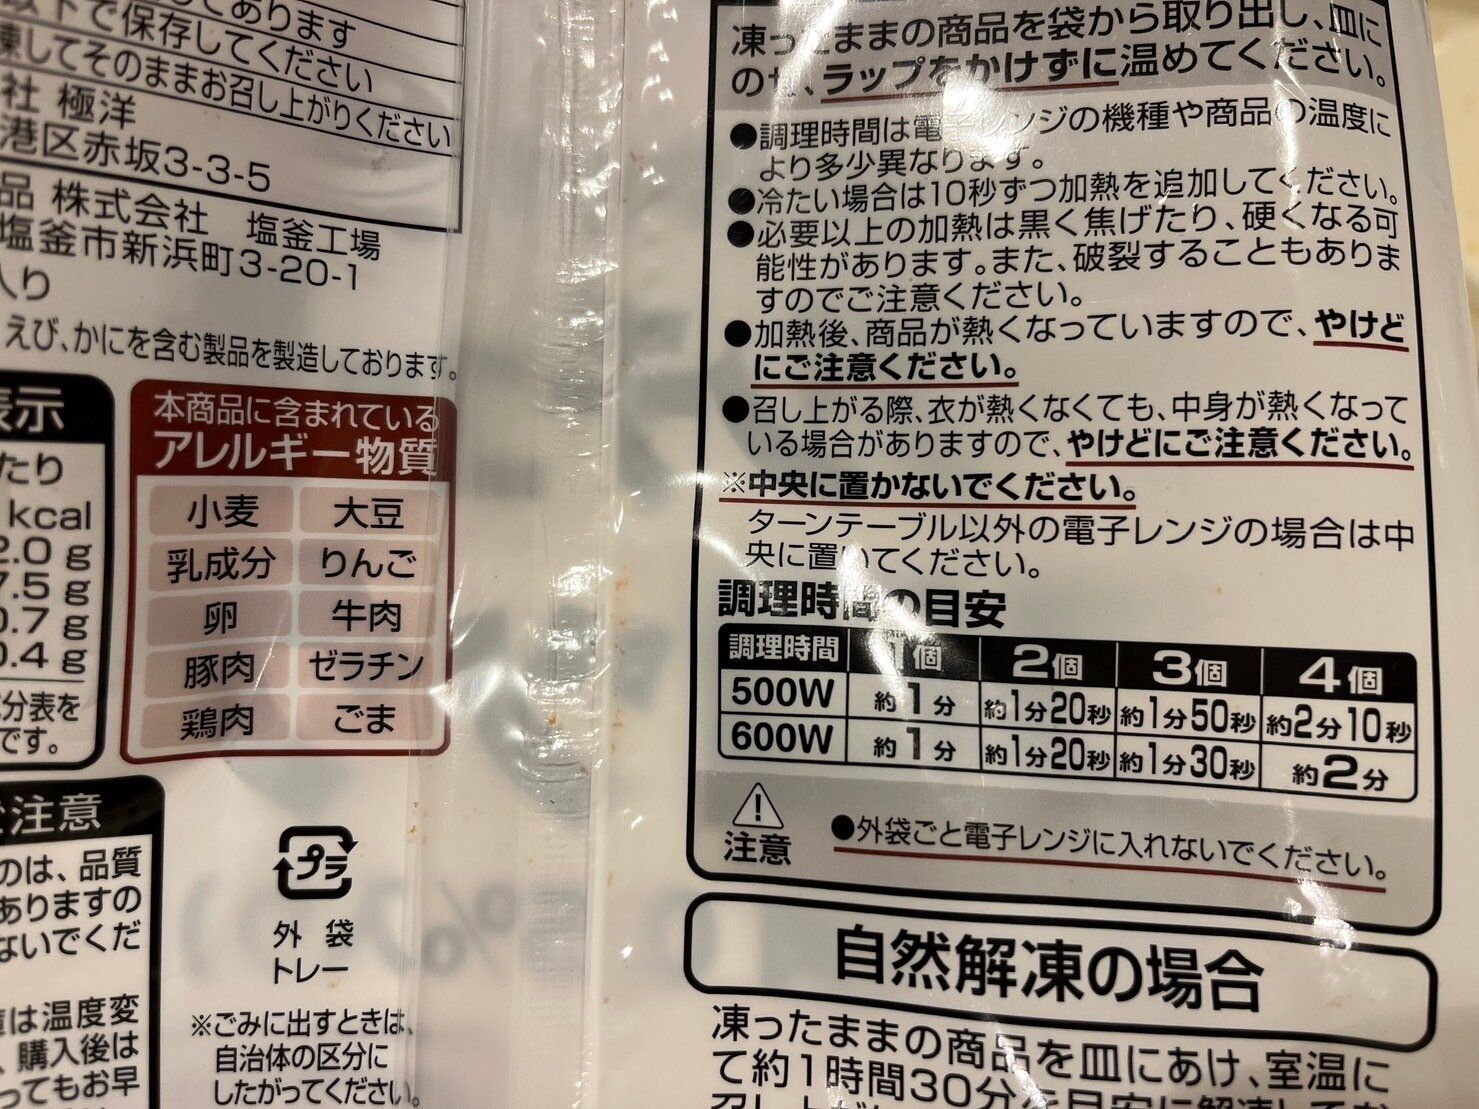 てあります
以下で保存してください
凍してそのままお召し上がりください
社 極洋
港区赤坂3-3-5
品 株式会社 塩釜工場
塩釜市新浜町3-20-1
入り
えび、かにを含む製品を製造しております。
表示
たり
kcal
2.0 g
7.5 g
0.7 g
0.4 g
分表を
です。
本商品に含まれている
アレルギー物質
小麦 大豆
乳成分 りんご
卵 牛肉
豚肉 ゼラチン
鶏肉 ごま
ご注意
のは、品質
ありますの
ないでくだ
は温度変
、購入後は
ってもお早
プラ
外袋
トレー
※ごみに出すときは、
自治体の区分に
したがってください。
凍ったままの商品を袋から取り出し、皿に
のせ、ラップをかけずに温めてください。
●調理時間は電子レンジの機種や商品の温度に
より多少異なります。
●冷たい場合は10秒ずつ加熱を追加してください。
●必要以上の加熱は黒く焦げたり、硬くなる可
能性があります。また、破裂することもありま
すのでご注意ください。
●加熱後、商品が熱くなっていますので、やけど
にご注意ください。
●召し上がる際、衣が熱くなくても、中身が熱くなって
いる場合がありますので、やけどにご注意ください。
※中央に置かないでください。
ターンテーブル以外の電子レンジの場合は中
央に置いてください。
調理時間の目安
調理時間 1個 2個 3個 4個
500W 約1分 約1分20秒 約1分50秒 約2分10秒
600W 約1分 約1分20秒 約1分30秒 約2分
注意 ●外袋ごと電子レンジに入れないでください。
自然解凍の場合
凍ったままの商品を皿にあけ、室温に
て約1時間30分を目安に解凍してお
召し上が